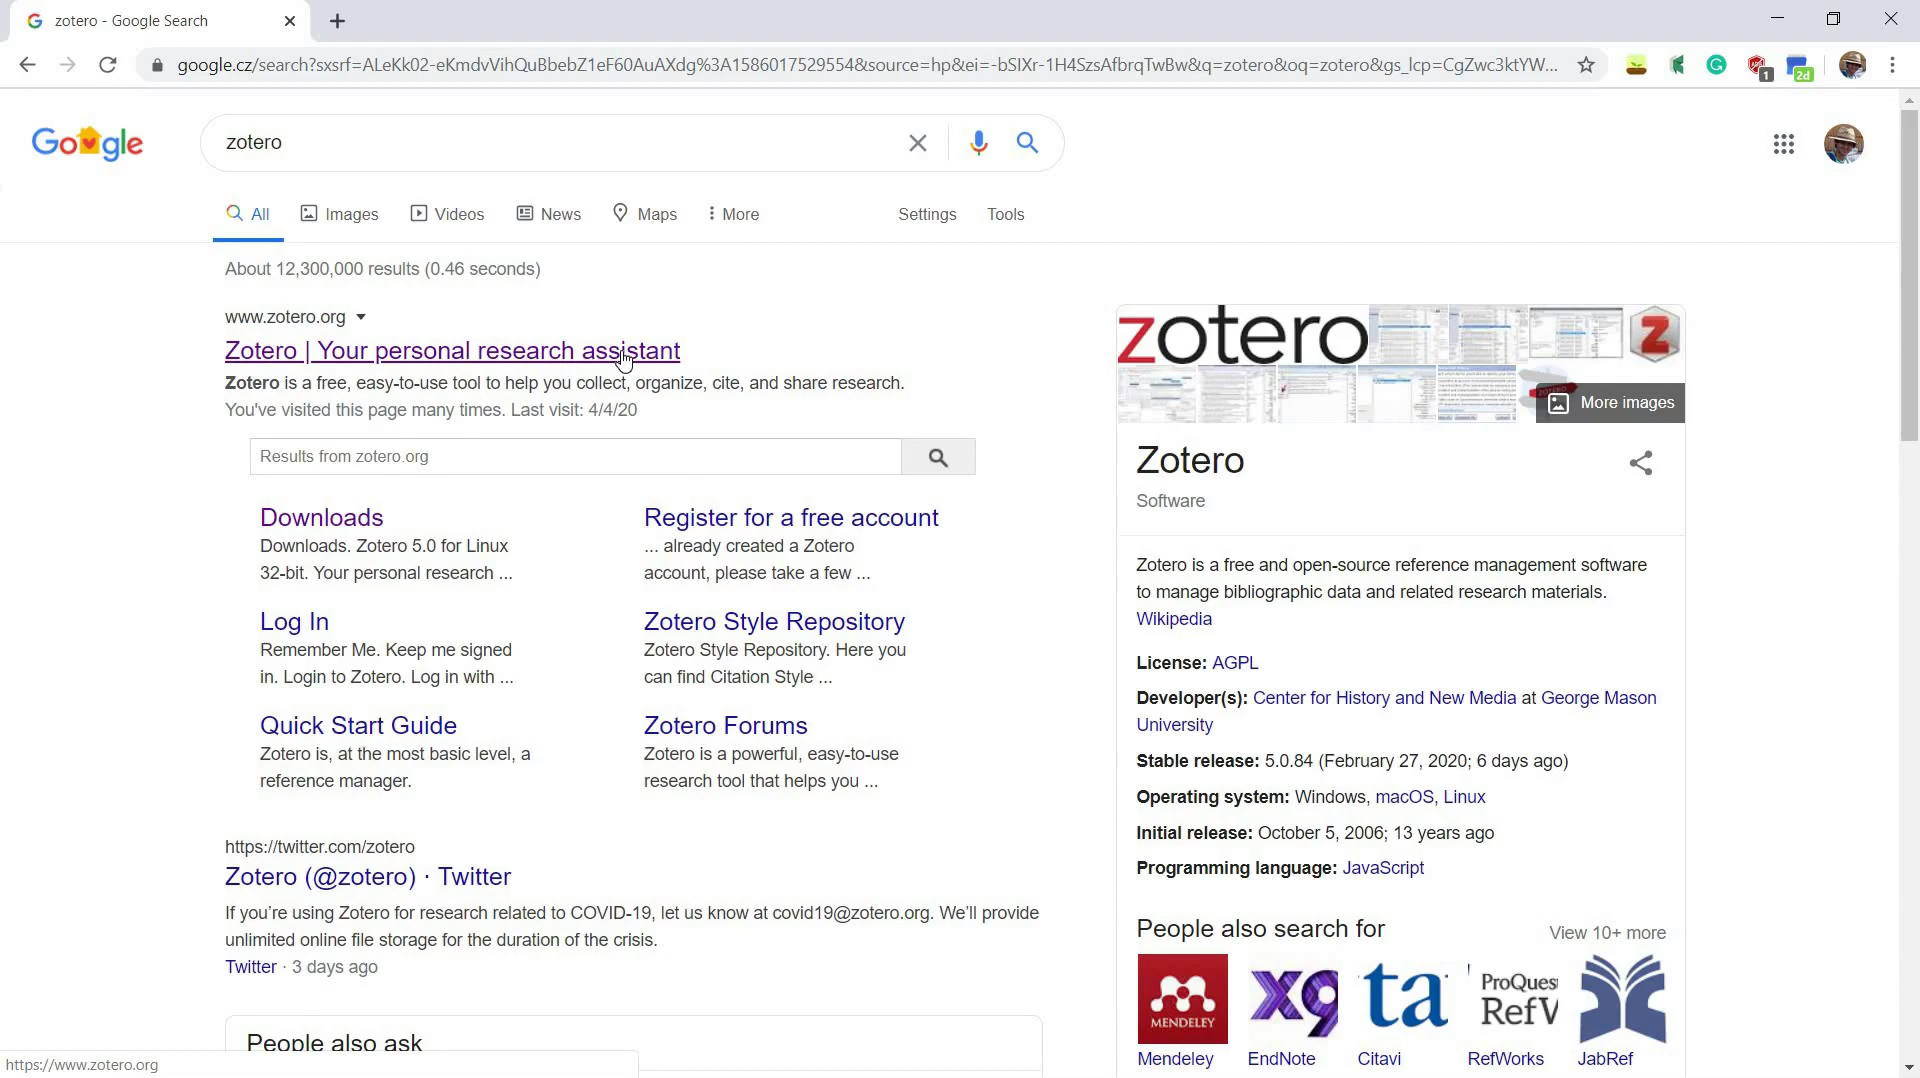 zotero - Google Search
google.cz/search?sxsrf=ALeKk02-eKmdvVihQuBbebZ1eF60AuAXdg%3A1586017529554&source=hp&ei=-bSIXr-1H4SzsAfbrqTwBw&q=zotero&oq=zotero&gs_lcp=CgZwc3ktYW...
1
2d
Google
zotero
All
Images
Videos
News
Maps
More
Settings
Tools
About 12,300,000 results (0.46 seconds)
www.zotero.org
Zotero | Your personal research assistant
Zotero is a free, easy-to-use tool to help you collect, organize, cite, and share research.
You've visited this page many times. Last visit: 4/4/20
Results from zotero.org
Downloads
Downloads. Zotero 5.0 for Linux
32-bit. Your personal research ...
Register for a free account
... already created a Zotero
account, please take a few ...
Log In
Remember Me. Keep me signed
in. Login to Zotero. Log in with ...
Zotero Style Repository
Zotero Style Repository. Here you
can find Citation Style ...
Quick Start Guide
Zotero is, at the most basic level, a
reference manager.
Zotero Forums
Zotero is a powerful, easy-to-use
research tool that helps you ...
https://twitter.com/zotero
Zotero (@zotero) · Twitter
If you're using Zotero for research related to COVID-19, let us know at covid19@zotero.org. We'll provide
unlimited online file storage for the duration of the crisis.
Twitter · 3 days ago
People also ask
https://www.zotero.org
zotero
Z
More images
Zotero
Software
Zotero is a free and open-source reference management software
to manage bibliographic data and related research materials.
Wikipedia
License: AGPL
Developer(s): Center for History and New Media at George Mason
University
Stable release: 5.0.84 (February 27, 2020; 6 days ago)
Operating system: Windows, macOS, Linux
Initial release: October 5, 2006; 13 years ago
Programming language: JavaScript
People also search for
View 10+ more
MENDELEY
X9
ta
ProQues
RefV
Mendeley
EndNote
Citavi
RefWorks
JabRef